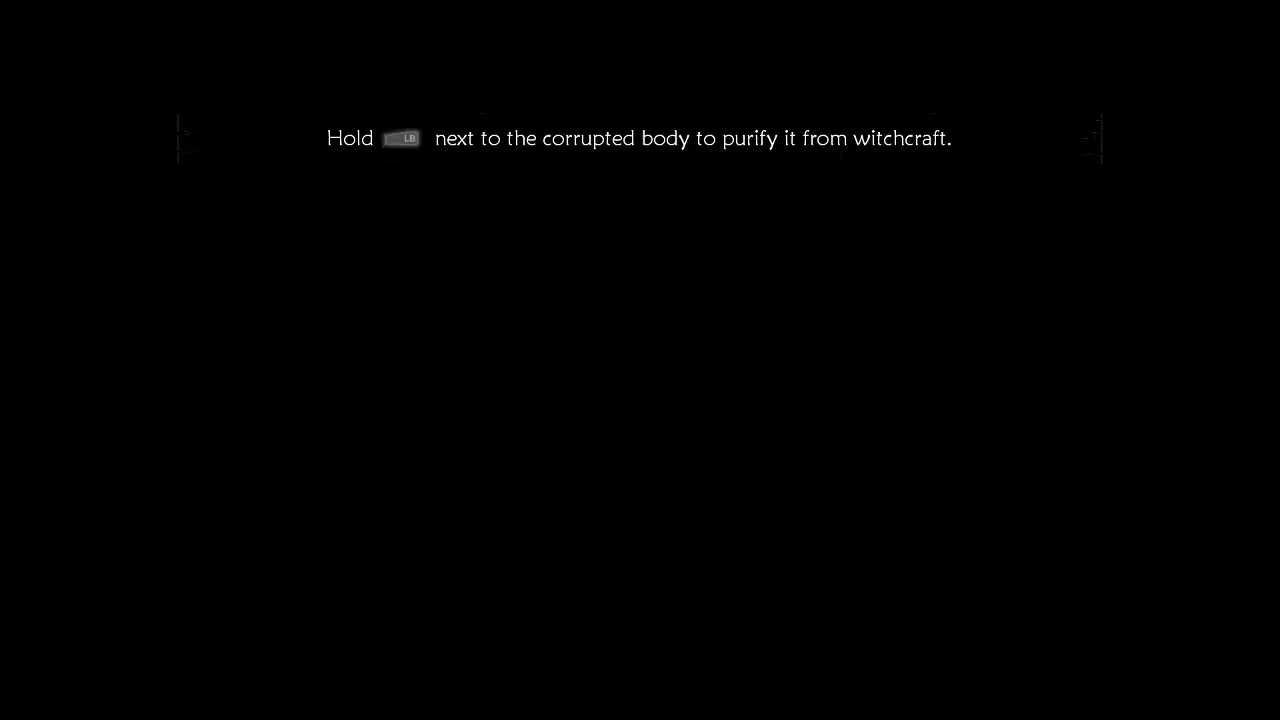 Hold LB next to the corrupted body to purify it from witchcraft.